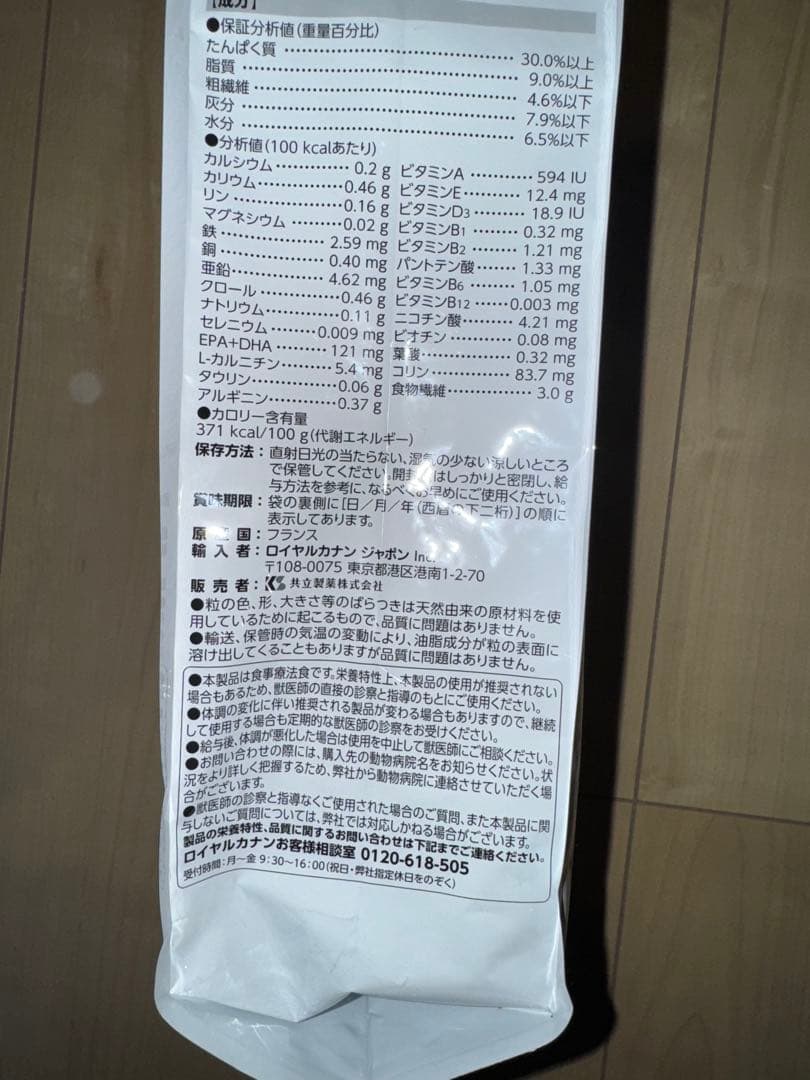 【成分】
●保証分析値(重量百分比)
たんぱく質 ………… 30.0%以上
脂質 ………… 9.0%以上
粗繊維 ………… 4.6%以下
灰分 ………… 7.9%以下
水分 ………… 6.5%以下
●分析値(100 kcalあたり)
カルシウム………… 0.2 g ビタミンA ………… 594 IU
カリウム………… 0.46 g ビタミンE ………… 12.4 mg
リン ………… 0.16 g ビタミンD3 ………… 18.9 IU
マグネシウム ………… 0.02 g ビタミンB1 ………… 0.32 mg
鉄 ………… 2.59 mg ビタミンB2 ………… 1.21 mg
銅 ………… 0.40 mg パントテン酸 ………… 1.33 mg
亜鉛………… 4.62 mg ビタミンB6 ………… 1.05 mg
クロール ………… 0.46 g ビタミンB12 ………… 0.003 mg
ナトリウム………… 0.11 g ニコチン酸 ………… 4.21 mg
セレニウム ………… 0.009 mg ビオチン ………… 0.08 mg
EPA+DHA ………… 121 mg 葉酸 ………… 0.32 mg
L-カルニチン ………… 5.4 mg コリン ………… 83.7 mg
タウリン………… 0.06 g 食物繊維 ………… 3.0 g
アルギニン………… 0.37 g
●カロリー含有量
371 kcal/100 g(代謝エネルギー)
保存方法：直射日光の当たらない、湿気の少ない涼しいところ
で保管してください。開封 はしっかりと密閉し、給
与方法を参考に、なるべくお早めにご使用ください。
賞味期限：袋の裏側に[日／月／年(西暦の下二桁)]の順に
表示してあります。
原 産 国：フランス
輸 入 者：ロイヤルカナン ジャポン Inc.
〒108-0075 東京都港区港南1-2-70
販 売 者：KS 共立製薬株式会社
●粒の色、形、大きさ等のばらつきは天然由来の原材料を使
用しているために起こるもので、品質に問題はありません。
●輸送、保管時の気温の変動により、油脂成分が粒の表面に
溶け出してくることもありますが品質に問題はありません。
●本製品は食事療法食です。栄養特性上、本製品の使用が推奨されない
場合もあるため、獣医師の直接の診察と指導のもとにご使用ください。
●体調の変化に伴い推奨される製品が変わる場合もありますので、継続
して使用する場合も定期的な獣医師の診察をお受けください。
●給与後、体調が悪化した場合は使用を中止して獣医師にご相談ください。
●お問い合わせの際には、購入先の動物病院名をお知らせください。状
況をより詳しく把握するため、弊社から動物病院に連絡させていただく場
合がございます。
●獣医師の診察と指導なくご使用された場合のご質問、また本製品に関
与しないご質問については、弊社では対応しかねる場合がございます。
製品の栄養特性、品質に関するお問い合わせは下記までご連絡ください。
ロイヤルカナンお客様相談室 0120-618-505
受付時間：月〜金 9:30〜16:00(祝日・弊社指定休日をのぞく)